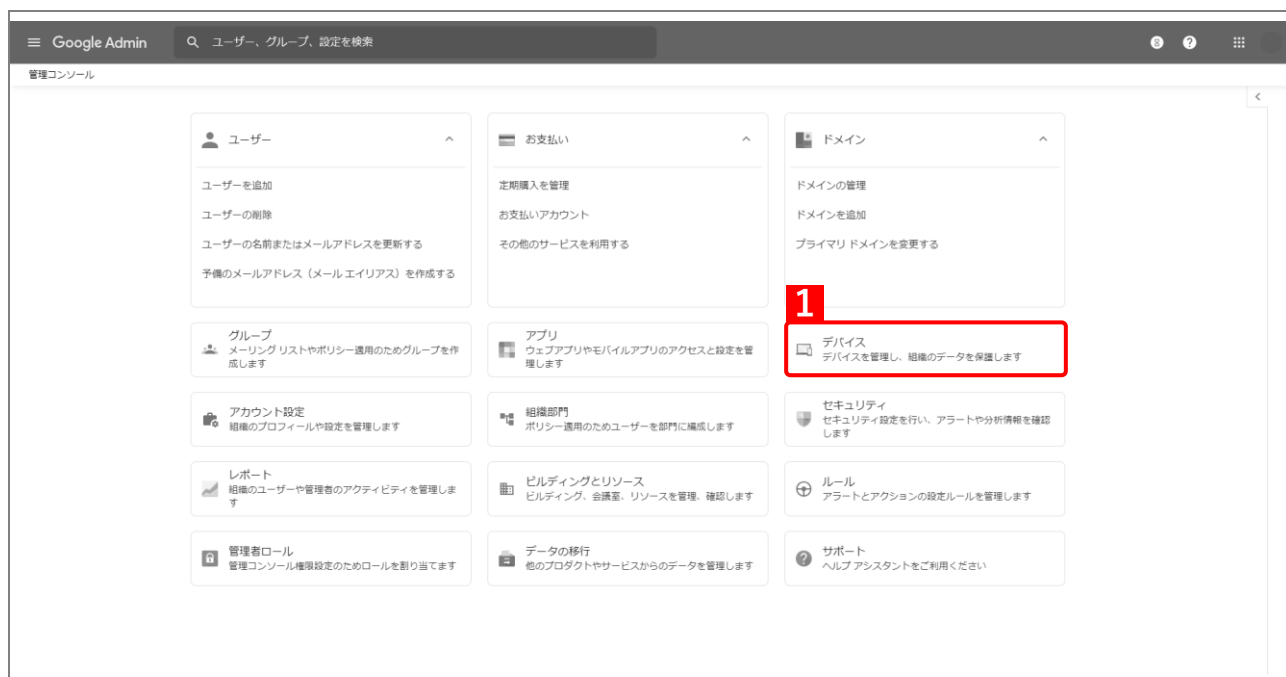 Google Admin
ユーザー、グループ、設定を検索
管理コンソール
ユーザー
ユーザーを追加
ユーザーの削除
ユーザーの名前またはメールアドレスを更新する
予備のメールアドレス（メール エイリアス）を作成する
お支払い
定期購入を管理
お支払いアカウント
その他のサービスを利用する
ドメイン
ドメインの管理
ドメインを追加
プライマリ ドメインを変更する
グループ
メーリング リストやポリシー適用のためグループを作
成します
アプリ
ウェブアプリやモバイルアプリのアクセスと設定を管
理します
1
デバイス
デバイスを管理し、組織のデータを保護します
アカウント設定
組織のプロフィールや設定を管理します
組織部門
ポリシー適用のためユーザーを部門に編成します
セキュリティ
セキュリティ設定を行い、アラートや分析情報を確認
します
レポート
組織のユーザーや管理者のアクティビティを管理しま
す
ビルディングとリソース
ビルディング、会議室、リソースを管理、確認します
ルール
アラートとアクションの設定ルールを管理します
管理者ロール
管理コンソール権限設定のためロールを割り当てます
データの移行
他のプロダクトやサービスからのデータを管理します
サポート
ヘルプ アシスタントをご利用ください